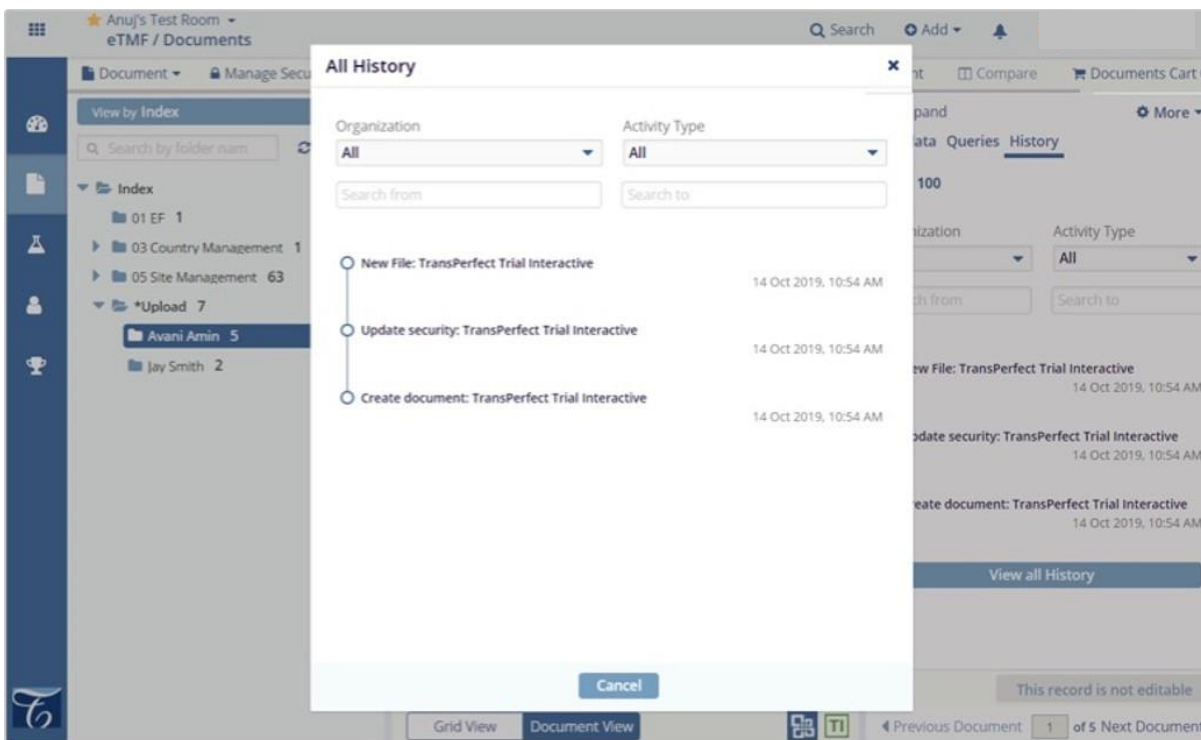 Anuj's Test Room
eTMF / Documents
Search
Add
Document
Manage Secu
nt
Compare
Documents Cart
View by Index
Search by folder nam
Index
01 EF 1
03 Country Management 1
05 Site Management 63
*Upload 7
Avani Amin 5
Jay Smith 2
All History
Organization
Activity Type
All
All
Search from
Search to
New File: TransPerfect Trial Interactive
14 Oct 2019, 10:54 AM
Update security: TransPerfect Trial Interactive
14 Oct 2019, 10:54 AM
Create document: TransPerfect Trial Interactive
14 Oct 2019, 10:54 AM
Cancel
pand
More
ata Queries History
100
nization
Activity Type
All
ch from
Search to
ew File: TransPerfect Trial Interactive
14 Oct 2019, 10:54 AM
pdate security: TransPerfect Trial Interactive
14 Oct 2019, 10:54 AM
eate document: TransPerfect Trial Interactive
14 Oct 2019, 10:54 AM
View all History
This record is not editable
Grid View
Document View
TI
Previous Document 1 of 5 Next Document